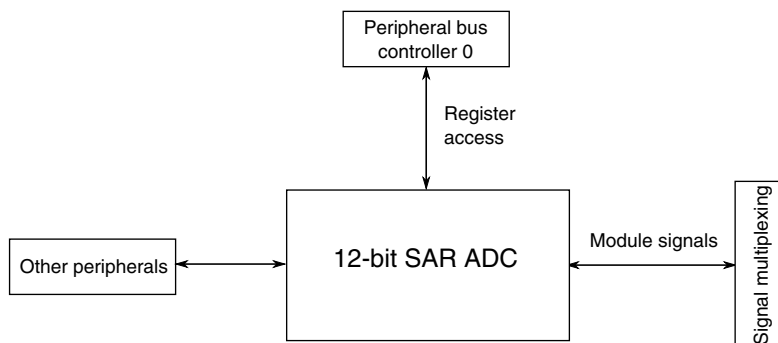 Peripheral bus
controller 0
Register
access
Other peripherals
12-bit SAR ADC
Module signals
Signal multiplexing